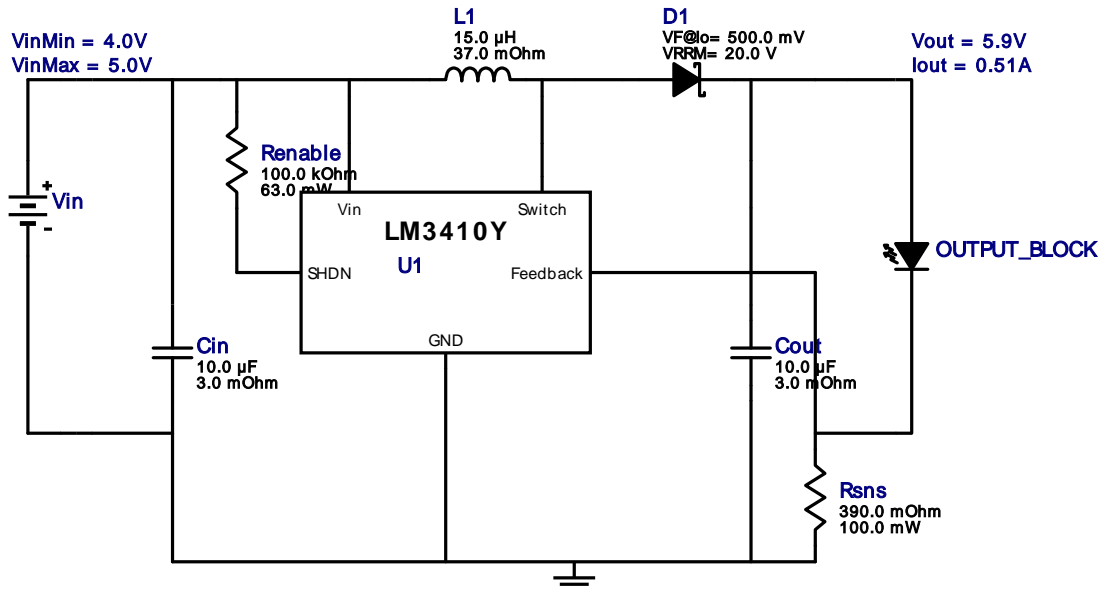 VinMin = 4.0V
VinMax = 5.0V
L1
15.0 µH
37.0 mOhm
D1
VF@Io= 500.0 mV
VRRM= 20.0 V
Vout = 5.9V
Iout = 0.51A
Renable
100.0 kOhm
63.0 mW
+
Vin
-
Vin
Switch
LM3410Y
U1
SHDN
Feedback
GND
OUTPUT_BLOCK
Cin
10.0 µF
3.0 mOhm
Cout
10.0 µF
3.0 mOhm
Rsns
390.0 mOhm
100.0 mW